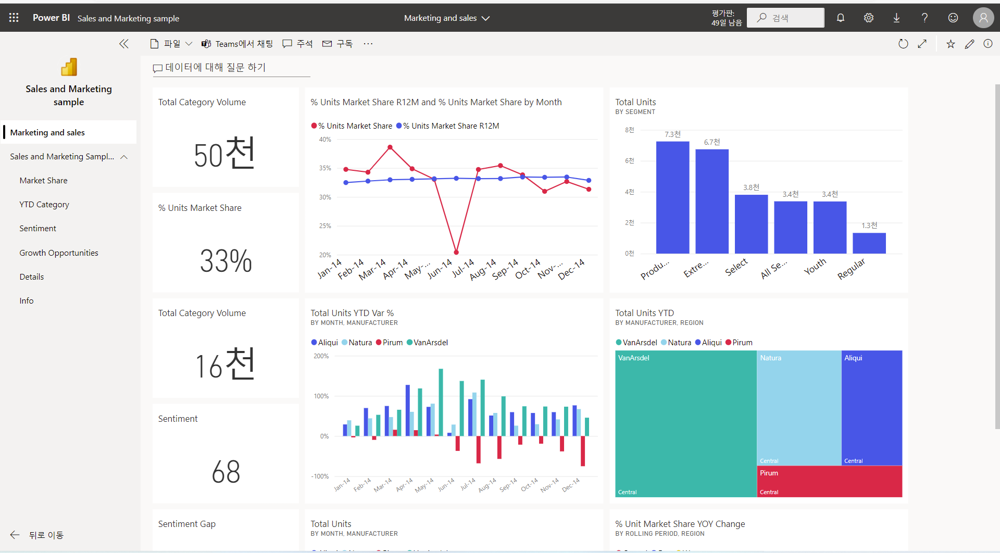 Power BI
Sales and Marketing sample
Marketing and sales
평가판:
49일 남음
검색
파일
Teams에서 채팅
주석
구독
Sales and Marketing
sample
Marketing and sales
Sales and Marketing Sampl...
Market Share
YTD Category
Sentiment
Growth Opportunities
Details
Info
뒤로 이동
데이터에 대해 질문 하기
Total Category Volume
50천
% Units Market Share
33%
Total Category Volume
16천
Sentiment
68
Sentiment Gap
% Units Market Share R12M and % Units Market Share by Month
% Units Market Share % Units Market Share R12M
40%
35%
30%
25%
20%
Jan-14 Feb-14 Mar-14 Apr-14 May-... Jun-14 Jul-14 Aug-14 Sep-14 Oct-14 Nov-... Dec-14
Total Units
BY SEGMENT
8천
6천
4천
2천
0천
7.3천 6.7천 3.8천 3.4천 3.4천 1.3천
Produ... Extre... Select All Se... Youth Regular
Total Units YTD Var %
BY MONTH, MANUFACTURER
Aliqui Natura Pirum VanArsdel
200%
100%
0%
-100%
Jan-14 Feb-14 Mar-14 Apr-14 May-14 Jun-14 Jul-14 Aug-14 Sep-14 Oct-14 Nov-14 Dec-14
Total Units YTD
BY MANUFACTURER, REGION
VanArsdel Natura Aliqui Pirum
VanArsdel
Central
Natura
Central
Aliqui
Central
Pirum
Central
Total Units
BY MONTH, MANUFACTURER
% Unit Market Share YOY Change
BY ROLLING PERIOD, REGION